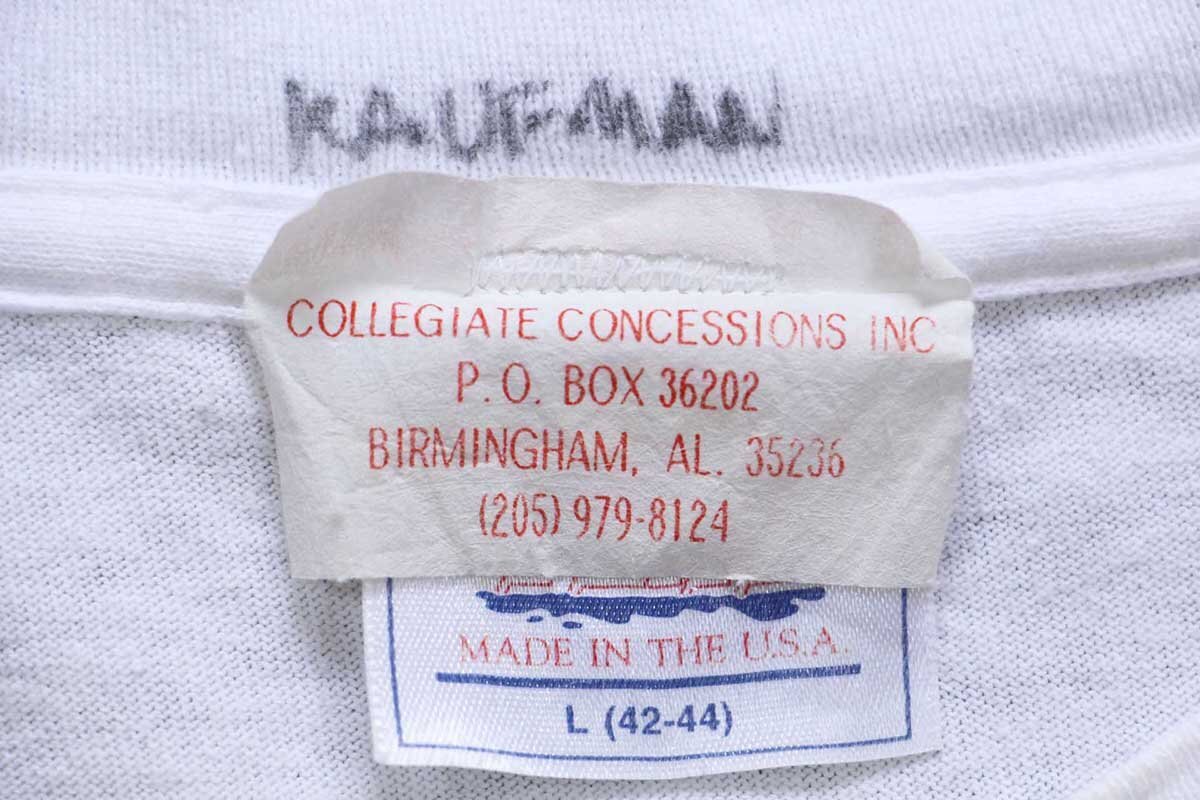 KAUFMAN
COLLEGIATE CONCESSIONS INC
P.O. BOX 36202
BIRMINGHAM, AL. 35236
(205) 979-8124
MADE IN THE U.S.A.
L (42-44)